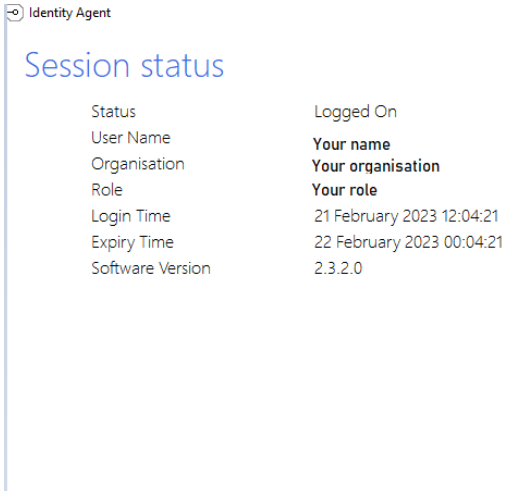 Identity Agent
Session status
Status Logged On
User Name Your name
Organisation Your organisation
Role Your role
Login Time 21 February 2023 12:04:21
Expiry Time 22 February 2023 00:04:21
Software Version 2.3.2.0